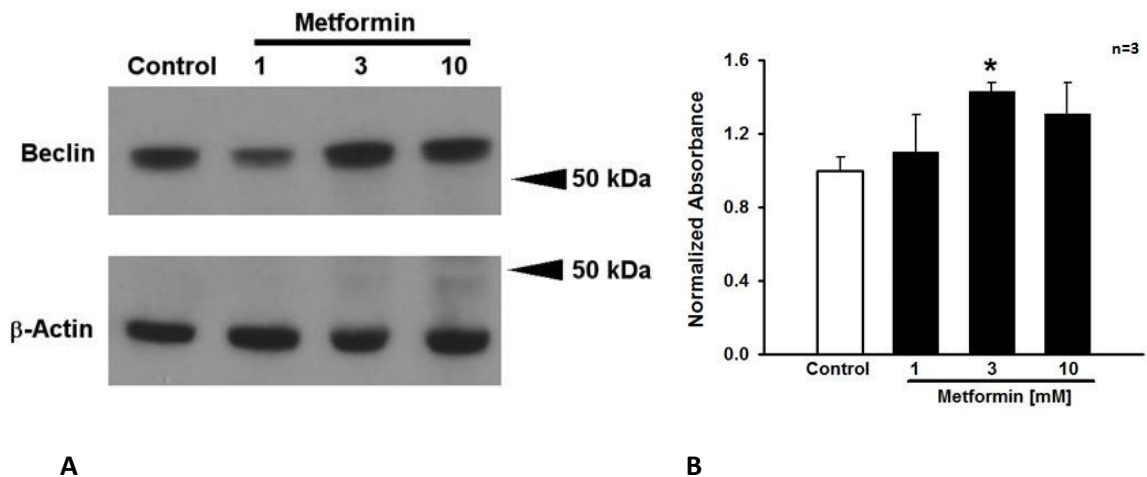 Metformin
Control 1 3 10
Beclin
50 kDa
50 kDa
β-Actin
A
n=3
Normalized Absorbance
1.6
1.2
0.8
0.4
0.0
*
Control 1 3 10
Metformin [mM]
B